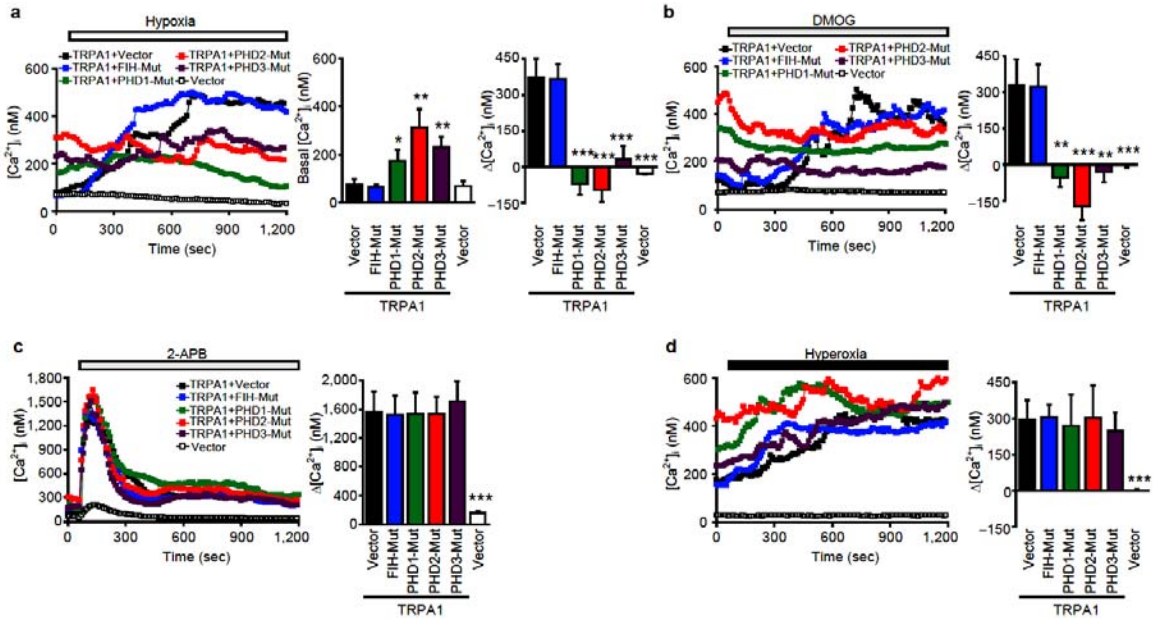 a
Hypoxia
TRPA1+Vector
TRPA1+PHD2-Mut
TRPA1+FIH-Mut
TRPA1+PHD3-Mut
TRPA1+PHD1-Mut
Vector
[Ca²⁺]ᵢ (nM)
600
400
200
0
0 300 600 900 1,200
Time (sec)
Basal [Ca²⁺]ᵢ (nM)
600
400
200
0
*
**
**
Vector
FIH-Mut
PHD1-Mut
PHD2-Mut
PHD3-Mut
Vector
TRPA1
Δ[Ca²⁺]ᵢ (nM)
450
300
150
0
−150
***
***
***
***
Vector
FIH-Mut
PHD1-Mut
PHD2-Mut
PHD3-Mut
Vector
TRPA1
b
DMOG
TRPA1+Vector
TRPA1+PHD2-Mut
TRPA1+FIH-Mut
TRPA1+PHD3-Mut
TRPA1+PHD1-Mut
Vector
[Ca²⁺]ᵢ (nM)
600
400
200
0
0 300 600 900 1,200
Time (sec)
Δ[Ca²⁺]ᵢ (nM)
450
300
150
0
−150
**
***
**
***
Vector
FIH-Mut
PHD1-Mut
PHD2-Mut
PHD3-Mut
Vector
TRPA1
c
2-APB
TRPA1+Vector
TRPA1+FIH-Mut
TRPA1+PHD1-Mut
TRPA1+PHD2-Mut
TRPA1+PHD3-Mut
Vector
[Ca²⁺]ᵢ (nM)
1,800
1,500
1,200
900
600
300
0
0 300 600 900 1,200
Time (sec)
Δ[Ca²⁺]ᵢ (nM)
2,000
1,600
1,200
800
400
0
***
Vector
FIH-Mut
PHD1-Mut
PHD2-Mut
PHD3-Mut
Vector
TRPA1
d
Hyperoxia
[Ca²⁺]ᵢ (nM)
600
400
200
0
0 300 600 900 1,200
Time (sec)
Δ[Ca²⁺]ᵢ (nM)
450
300
150
0
−150
***
Vector
FIH-Mut
PHD1-Mut
PHD2-Mut
PHD3-Mut
Vector
TRPA1